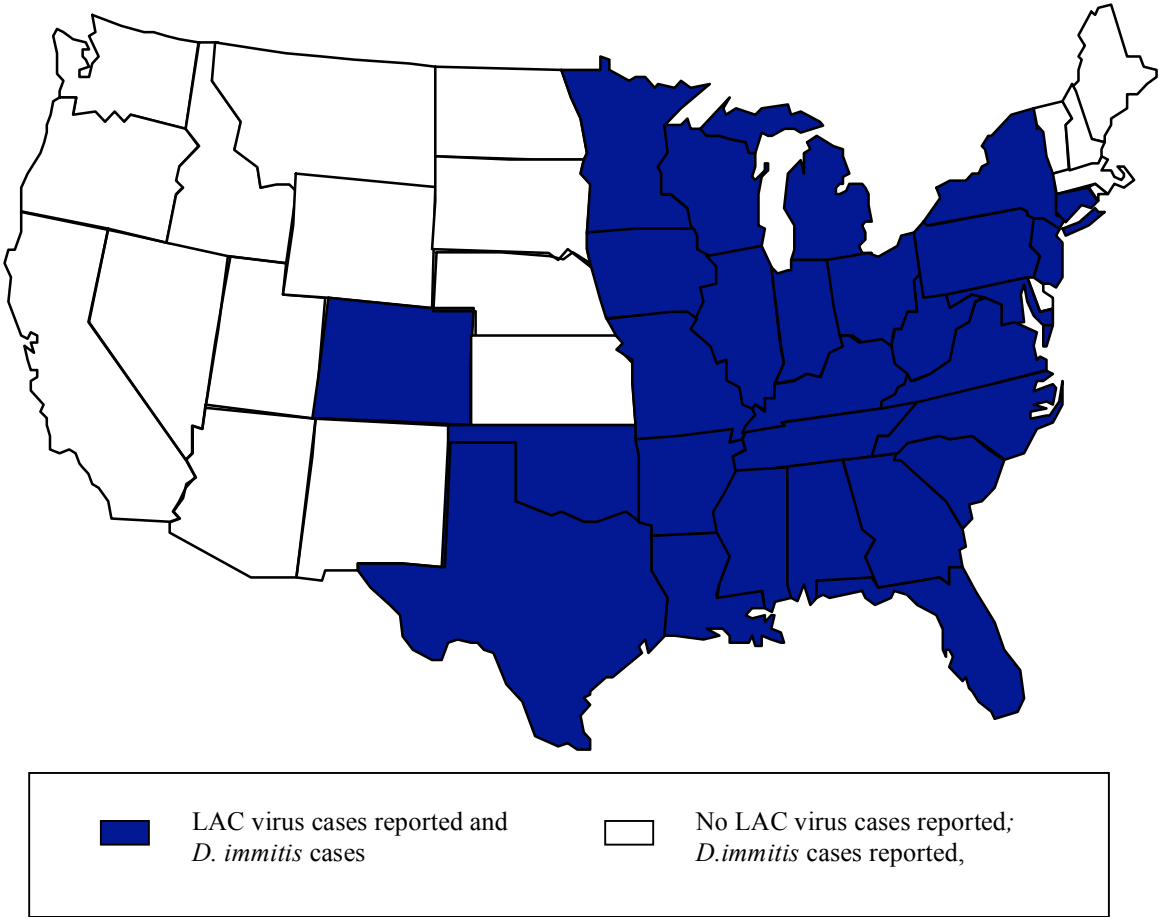 LAC virus cases reported and
D. immitis cases
No LAC virus cases reported;
D.immitis cases reported,